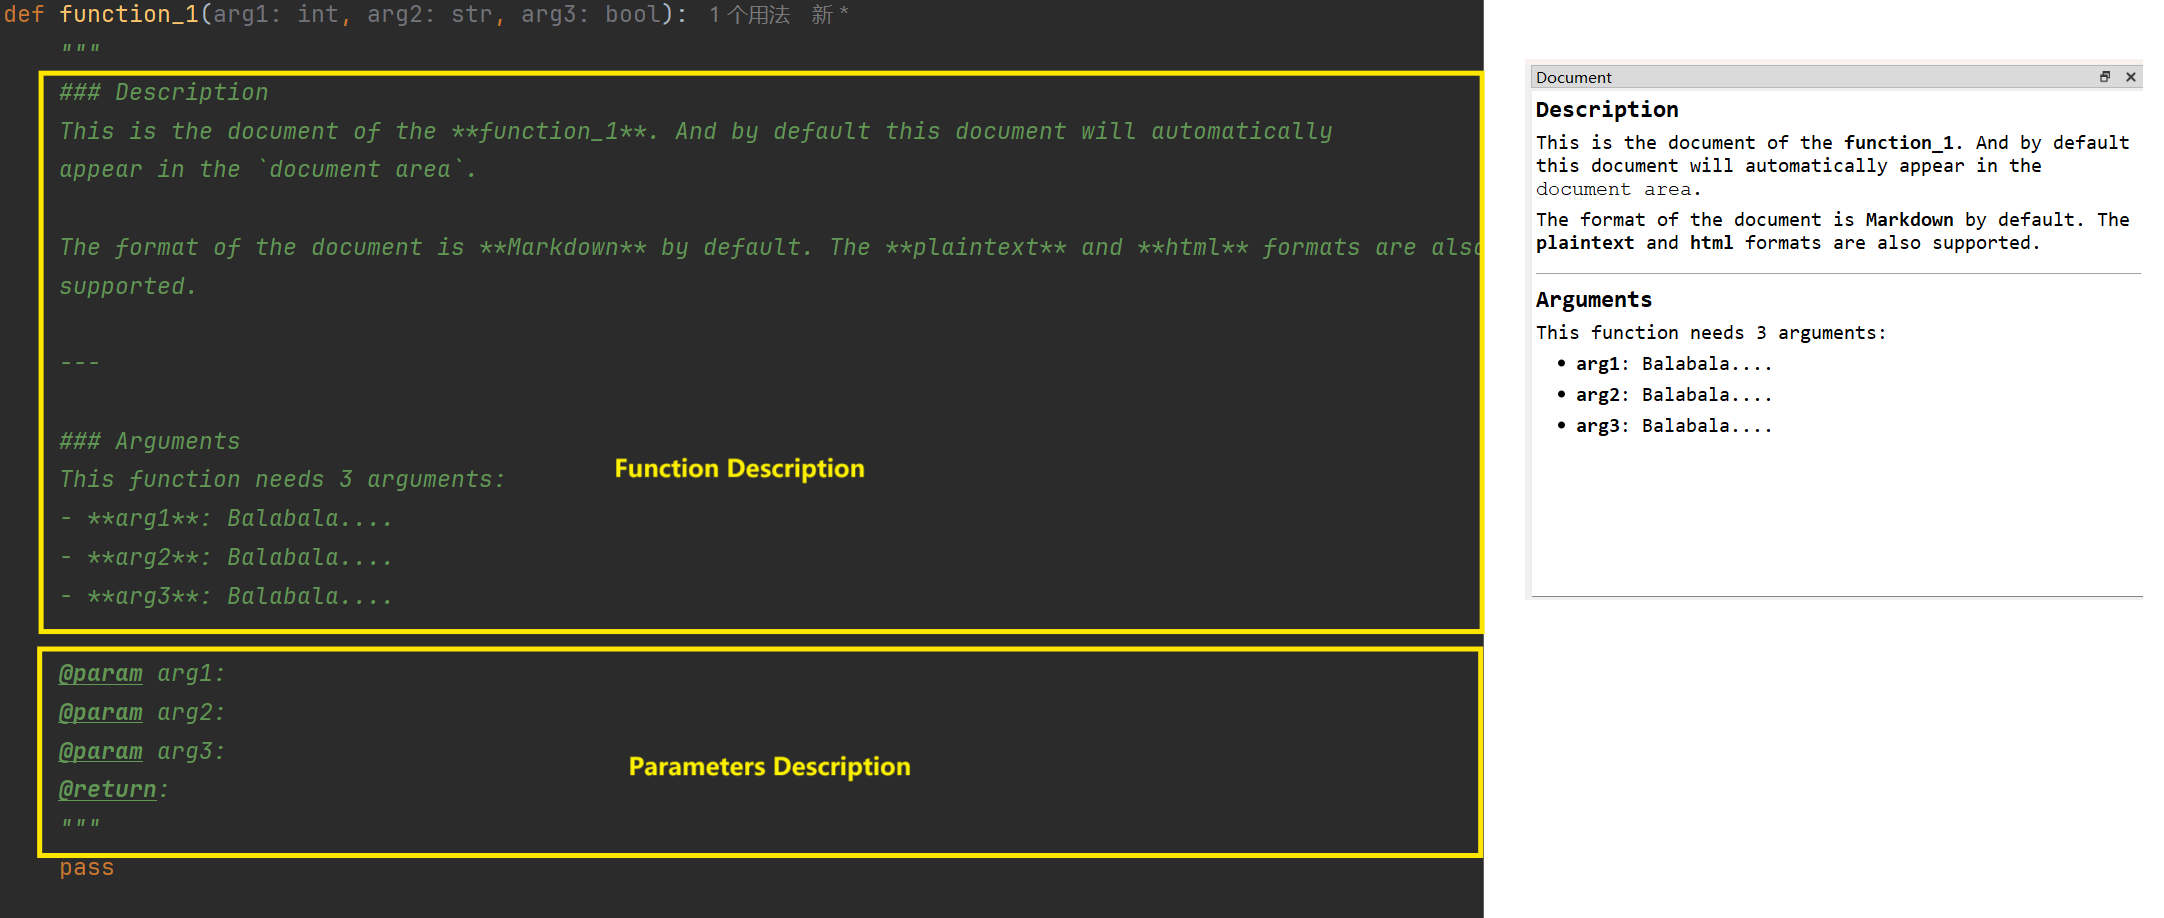 def function_1(arg1: int, arg2: str, arg3: bool): 1个用法 新 *
"""
### Description
This is the document of the **function_1**. And by default this document will automatically
appear in the `document area`.
The format of the document is **Markdown** by default. The **plaintext** and **html** formats are also
supported.
---
### Arguments
This function needs 3 arguments:
- **arg1**: Balabala....
- **arg2**: Balabala....
- **arg3**: Balabala....
Function Description
@param arg1:
@param arg2:
@param arg3:
@return:
"""
Parameters Description
pass
Document
Description
This is the document of the function_1. And by default
this document will automatically appear in the
document area.
The format of the document is Markdown by default. The
plaintext and html formats are also supported.
Arguments
This function needs 3 arguments:
• arg1: Balabala....
• arg2: Balabala....
• arg3: Balabala....